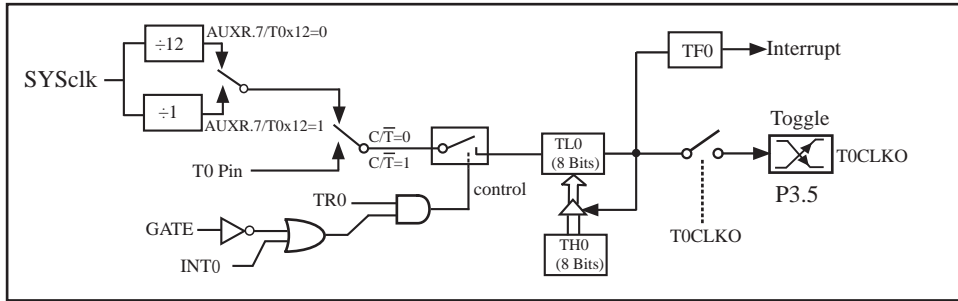 AUXR.7/T0x12=0
÷12
SYSclk
÷1
AUXR.7/T0x12=1
C/T̅=0
C/T̅=1
T0 Pin
TR0
control
GATE
INT0
TL0
(8 Bits)
TH0
(8 Bits)
TF0
Interrupt
Toggle
T0CLKO
P3.5
T0CLKO